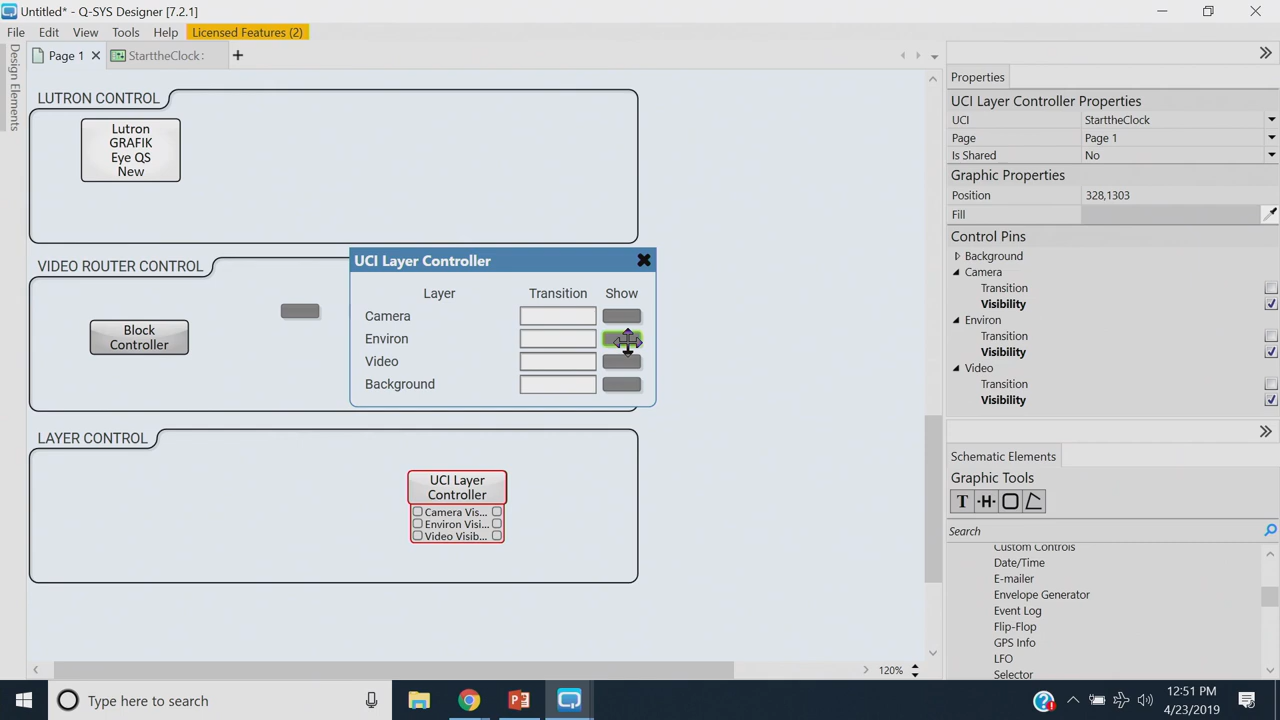 Untitled* - Q-SYS Designer [7.2.1]
File Edit View Tools Help Licensed Features (2)
Page 1 StarttheClock:
Design Elements
LUTRON CONTROL
Lutron
GRAFIK
Eye QS
New
VIDEO ROUTER CONTROL
Block
Controller
UCI Layer Controller
Layer Transition Show
Camera
Environ
Video
Background
LAYER CONTROL
UCI Layer
Controller
Camera Vis...
Environ Visi...
Video Visib...
120%
Properties
UCI Layer Controller Properties
UCI StarttheClock
Page Page 1
Is Shared No
Graphic Properties
Position 328,1303
Fill
Control Pins
Background
Camera
Transition
Visibility
Environ
Transition
Visibility
Video
Transition
Visibility
Schematic Elements
Graphic Tools
T H
Search
Custom Controls
Date/Time
E-mailer
Envelope Generator
Event Log
Flip-Flop
GPS Info
LFO
Selector
Type here to search
12:51 PM
4/23/2019